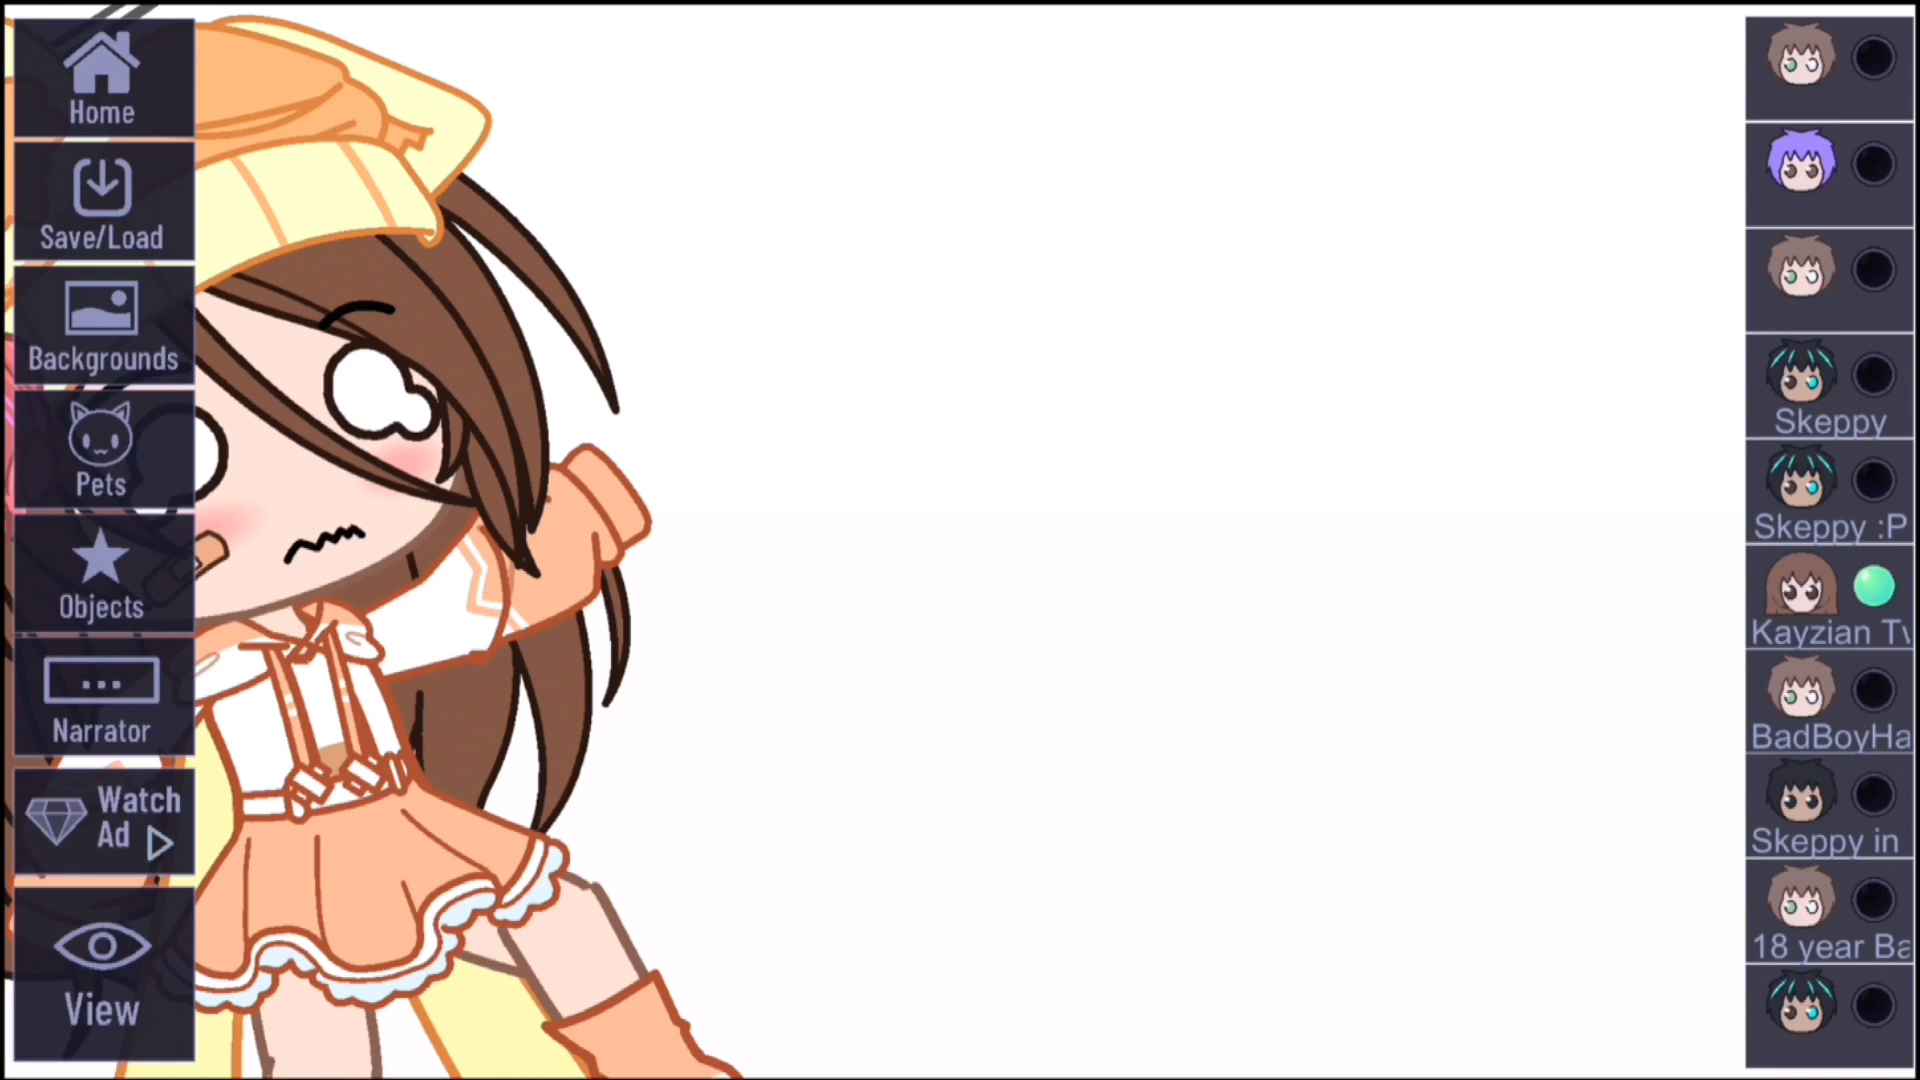 Home
Save/Load
Backgrounds
Pets
Objects
...
Narrator
Watch
Ad
View
Skeppy
Skeppy :P
Kayzian Tv
BadBoyHa
Skeppy in
18 year Ba